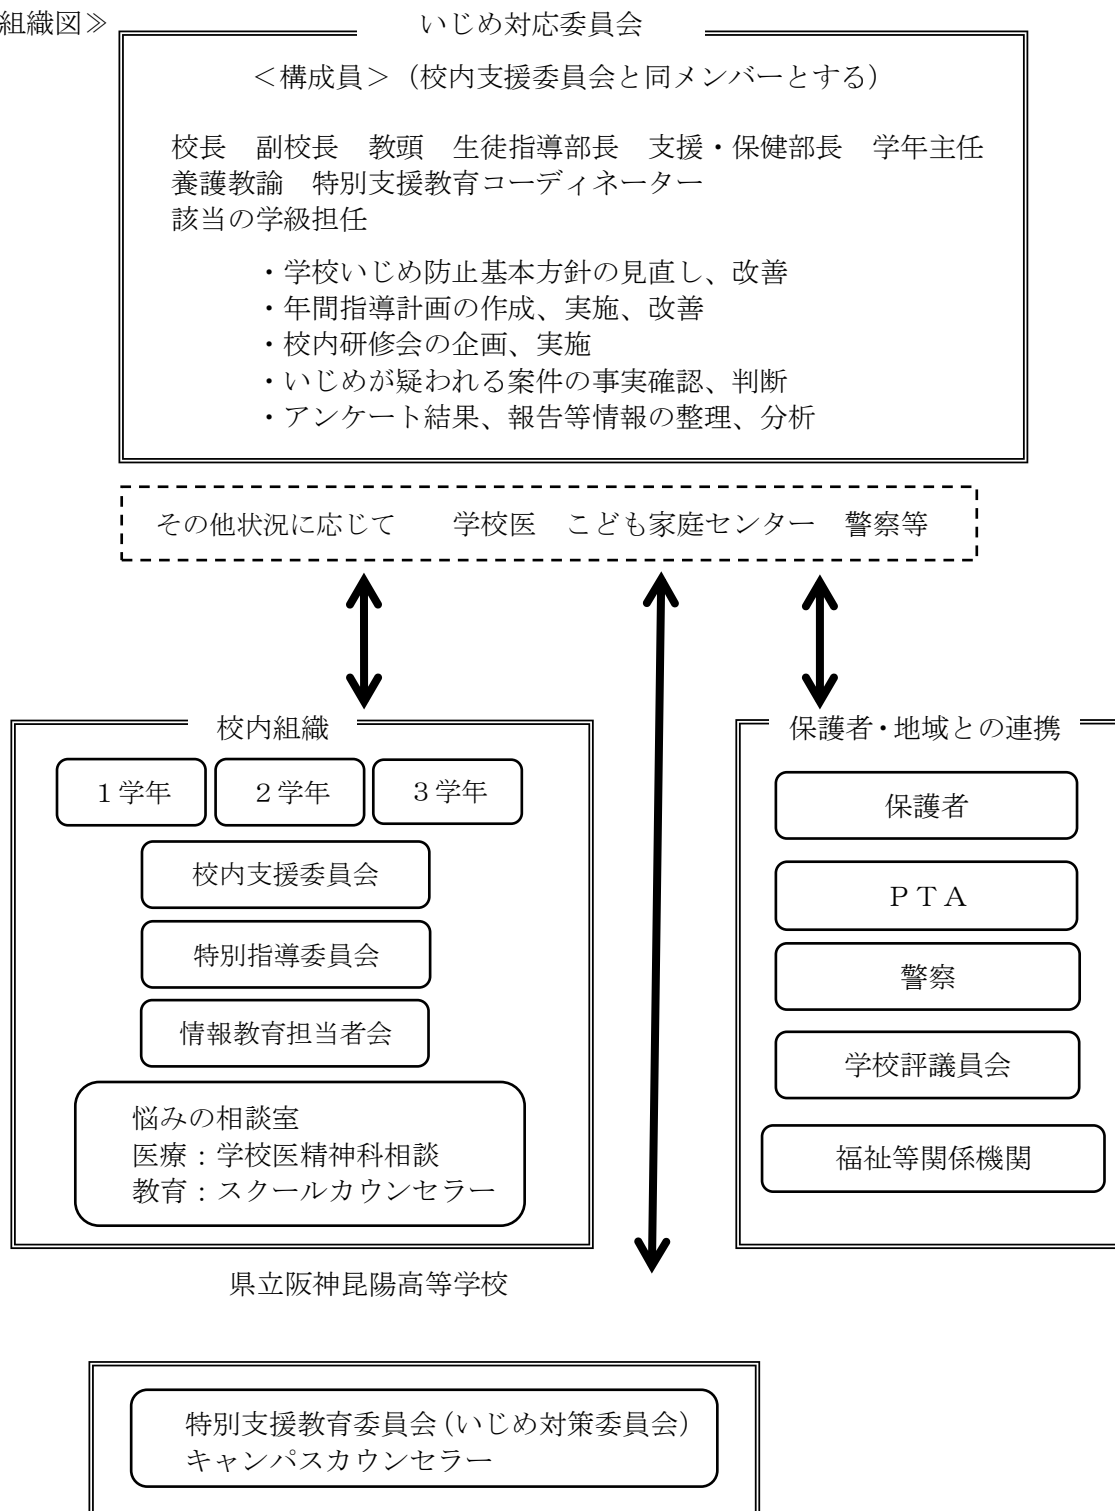 組織図≫
いじめ対応委員会
＜構成員＞（校内支援委員会と同メンバーとする）
校長　副校長　教頭　生徒指導部長　支援・保健部長　学年主任
養護教諭　特別支援教育コーディネーター
該当の学級担任
・学校いじめ防止基本方針の見直し、改善
・年間指導計画の作成、実施、改善
・校内研修会の企画、実施
・いじめが疑われる案件の事実確認、判断
・アンケート結果、報告等情報の整理、分析
その他状況に応じて　　学校医　こども家庭センター　警察等
校内組織
１学年　２学年　３学年
校内支援委員会
特別指導委員会
情報教育担当者会
悩みの相談室
医療：学校医精神科相談
教育：スクールカウンセラー
保護者・地域との連携
保護者
ＰＴＡ
警察
学校評議員会
福祉等関係機関
県立阪神昆陽高等学校
特別支援教育委員会（いじめ対策委員会）
キャンパスカウンセラー